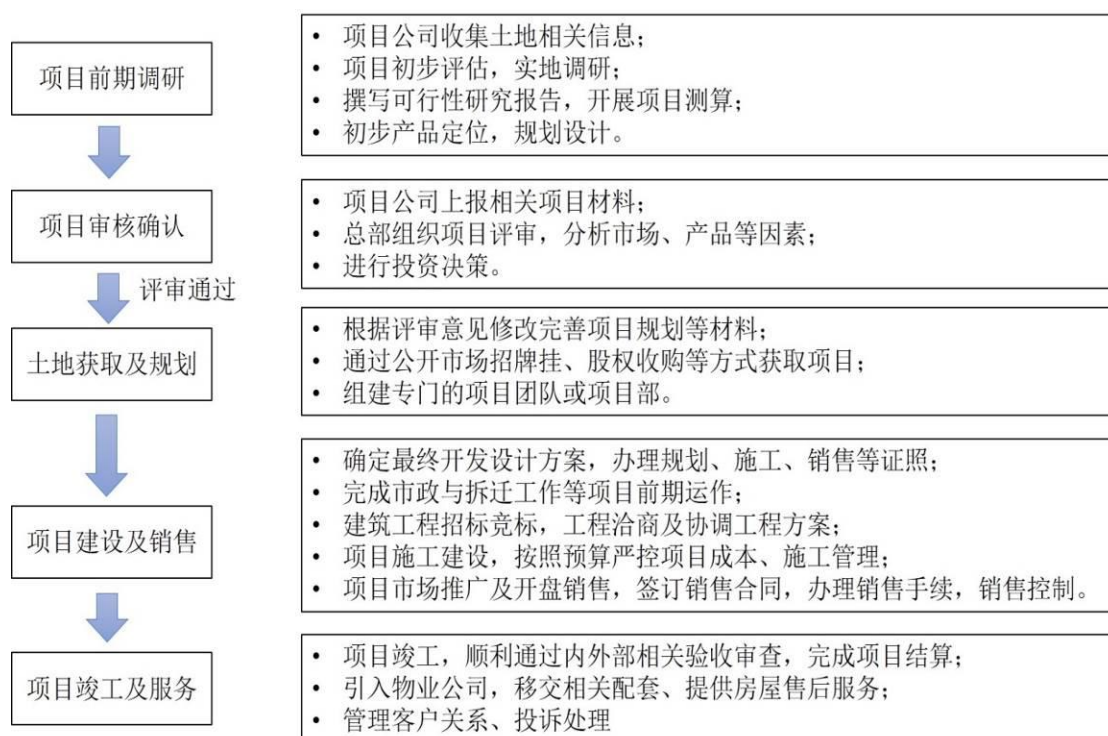 项目前期调研
• 项目公司收集土地相关信息；
• 项目初步评估，实地调研；
• 撰写可行性研究报告，开展项目测算；
• 初步产品定位，规划设计。
项目审核确认
• 项目公司上报相关项目材料；
• 总部组织项目评审，分析市场、产品等因素；
• 进行投资决策。
评审通过
土地获取及规划
• 根据评审意见修改完善项目规划等材料；
• 通过公开市场招牌挂、股权收购等方式获取项目；
• 组建专门的项目团队或项目部。
项目建设及销售
• 确定最终开发设计方案，办理规划、施工、销售等证照；
• 完成市政与拆迁工作等项目前期运作；
• 建筑工程招标竞标，工程洽商及协调工程方案；
• 项目施工建设，按照预算严控项目成本、施工管理；
• 项目市场推广及开盘销售，签订销售合同，办理销售手续，销售控制。
项目竣工及服务
• 项目竣工，顺利通过内外部相关验收审查，完成项目结算；
• 引入物业公司，移交相关配套、提供房屋售后服务；
• 管理客户关系、投诉处理